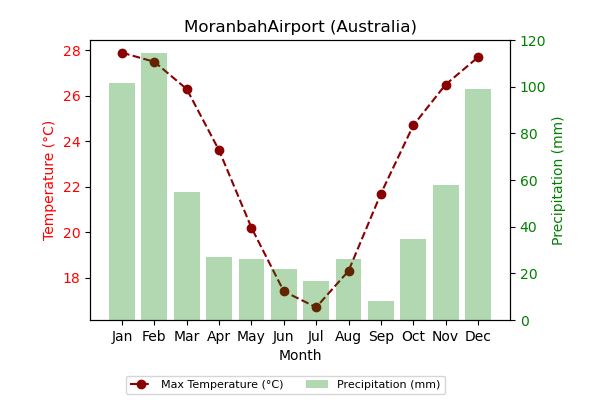 MoranbahAirport (Australia)
28
26
24
22
20
18
Temperature (°C)
120
100
80
60
40
20
0
Precipitation (mm)
Jan Feb Mar Apr May Jun Jul Aug Sep Oct Nov Dec
Month
Max Temperature (°C) Precipitation (mm)